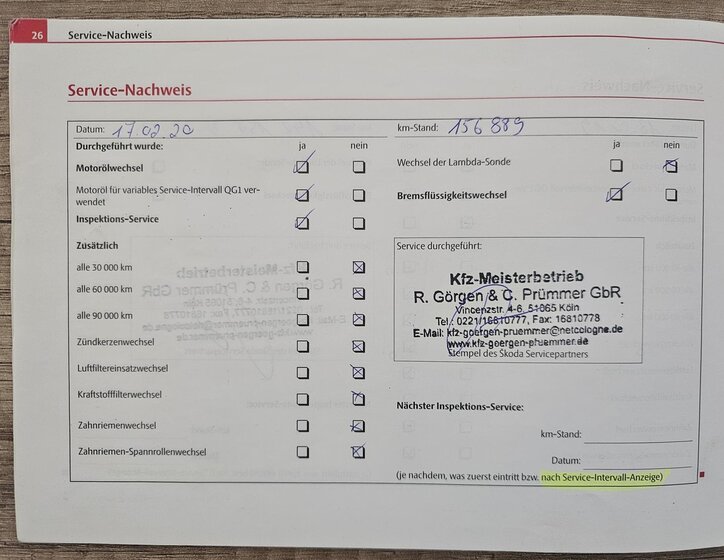 26 Service-Nachweis
Service-Nachweis
Datum: 17.02.20
Durchgeführt wurde: ja nein
Motorölwechsel
Motoröl für variables Service-Intervall QG1 ver-
wendet
Inspektions-Service
Zusätzlich
alle 30 000 km
alle 60 000 km
alle 90 000 km
Zündkerzenwechsel
Luftfiltereinsatzwechsel
Kraftstofffilterwechsel
Zahnriemenwechsel
Zahnriemen-Spannrollenwechsel
km-Stand: 156 889
ja nein
Wechsel der Lambda-Sonde
Bremsflüssigkeitswechsel
Service durchgeführt:
Kfz-Meisterbetrieb
R. Görgen & C. Prümmer GbR
Vincenzstr. 4-6, 51065 Köln
Tel.: 0221/16810777, Fax: 16810778
E-Mail: kfz-goergen-pruemmer@netcologne.de
www.kfz-goergen-pruemmer.de
Stempel des Škoda Servicepartners
Nächster Inspektions-Service:
km-Stand:
Datum:
(je nachdem, was zuerst eintritt bzw. nach Service-Intervall-Anzeige)